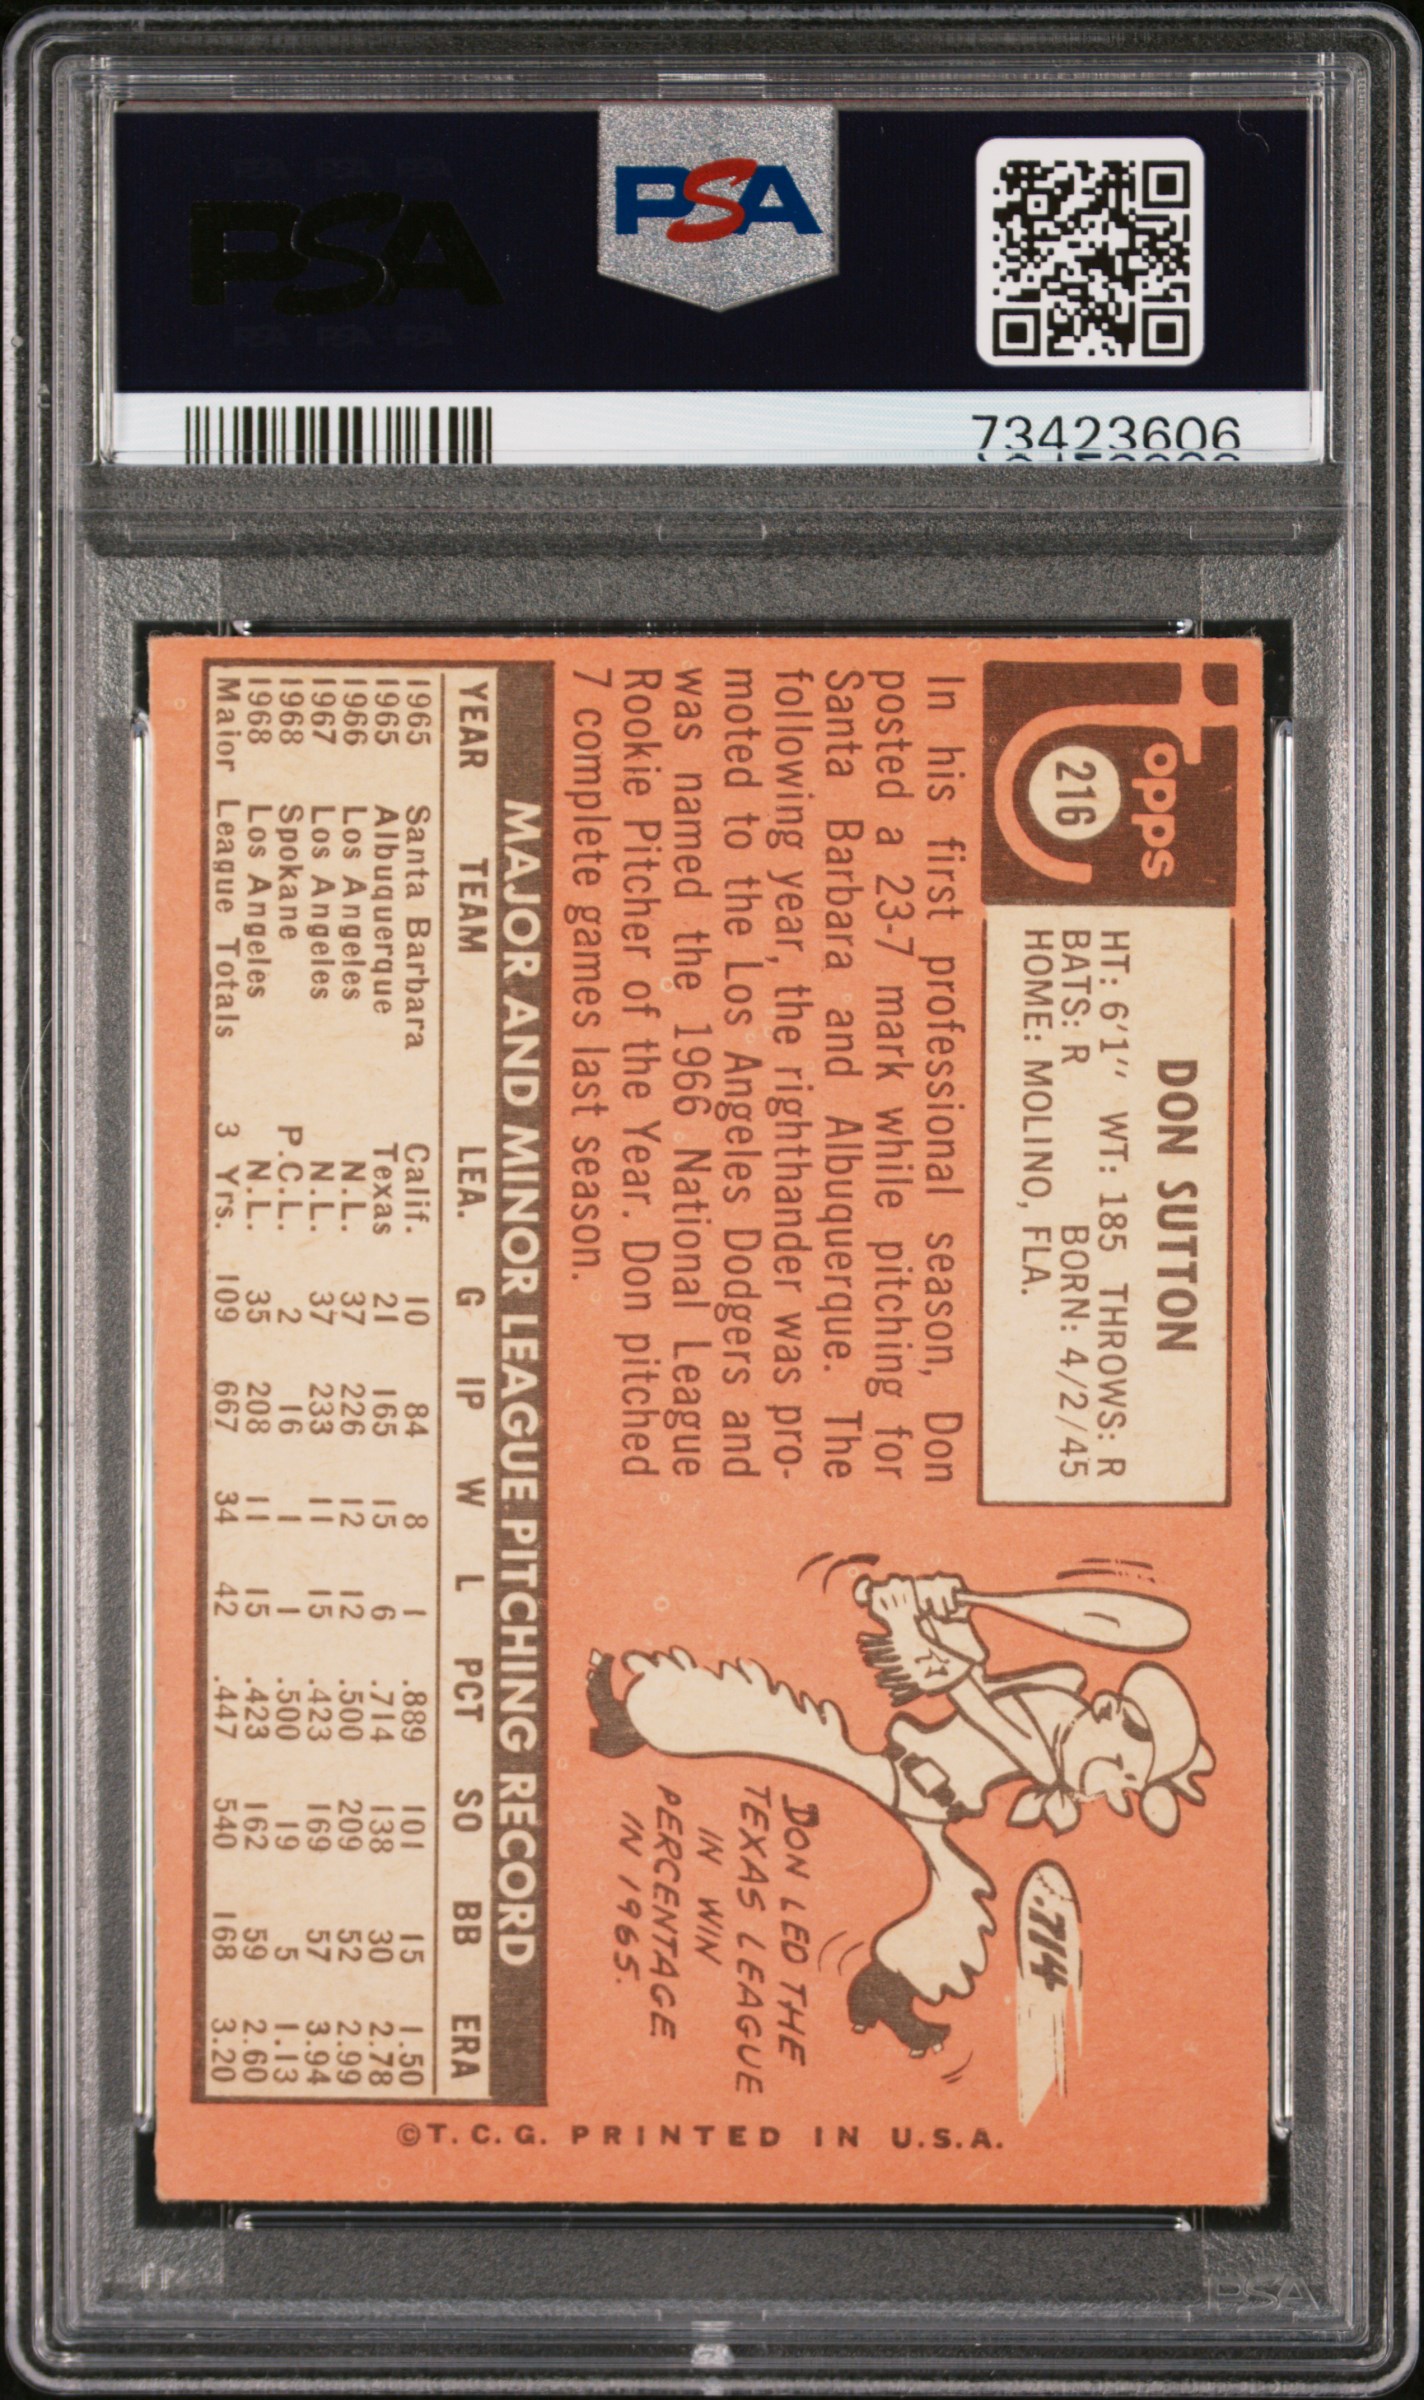 PSA
PSA
73423606
Topps
216
DON SUTTON
HT: 6'1" WT: 185 THROWS: R
BATS: R BORN: 4/2/45
HOME: MOLINO, FLA.
In his first professional season, Don
posted a 23-7 mark while pitching for
Santa Barbara and Albuquerque. The
following year, the righthander was pro-
moted to the Los Angeles Dodgers and
was named the 1966 National League
Rookie Pitcher of the Year. Don pitched
7 complete games last season.
.714
DON LED THE
TEXAS LEAGUE
IN WIN
PERCENTAGE
IN 1965.
MAJOR AND MINOR LEAGUE PITCHING RECORD
YEAR TEAM LEA. G IP W L PCT SO BB ERA
1965 Santa Barbara Calif. 10 84 8 1 .889 101 15 1.50
1965 Albuquerque Texas 21 165 15 6 .714 138 30 2.78
1966 Los Angeles N.L. 37 226 12 12 .500 209 52 2.99
1967 Los Angeles N.L. 37 233 11 15 .423 169 57 3.94
1968 Spokane P.C.L. 2 16 1 1 .500 19 5 1.13
1968 Los Angeles N.L. 35 208 11 15 .423 162 59 2.60
Major League Totals 3 Yrs. 109 667 34 42 .447 540 168 3.20
©T.C.G. PRINTED IN U.S.A.
PSA